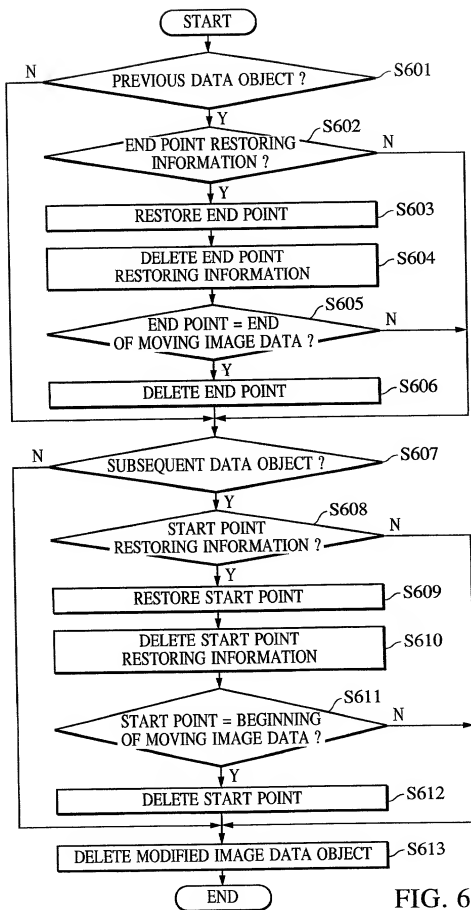 START
N
PREVIOUS DATA OBJECT ?
S601
Y
S602
END POINT RESTORING
INFORMATION ?
N
Y
RESTORE END POINT
S603
DELETE END POINT
RESTORING INFORMATION
S604
S605
END POINT = END
OF MOVING IMAGE DATA ?
N
Y
DELETE END POINT
S606
N
SUBSEQUENT DATA OBJECT ?
S607
Y
S608
START POINT
RESTORING INFORMATION ?
N
Y
RESTORE START POINT
S609
DELETE START POINT
RESTORING INFORMATION
S610
S611
START POINT = BEGINNING
OF MOVING IMAGE DATA ?
N
Y
DELETE START POINT
S612
DELETE MODIFIED IMAGE DATA OBJECT
S613
END
FIG. 6